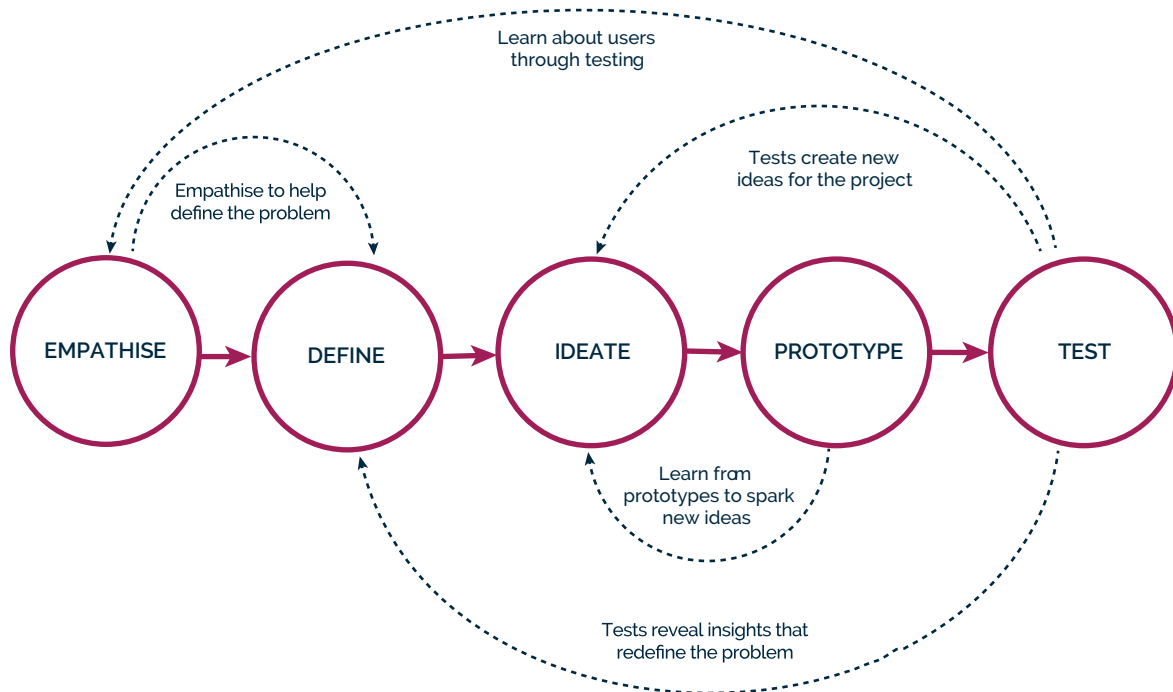 Learn about users
through testing
Tests create new
ideas for the project
Empathise to help
define the problem
EMPATHISE
DEFINE
IDEATE
PROTOTYPE
TEST
Learn from
prototypes to spark
new ideas
Tests reveal insights that
redefine the problem